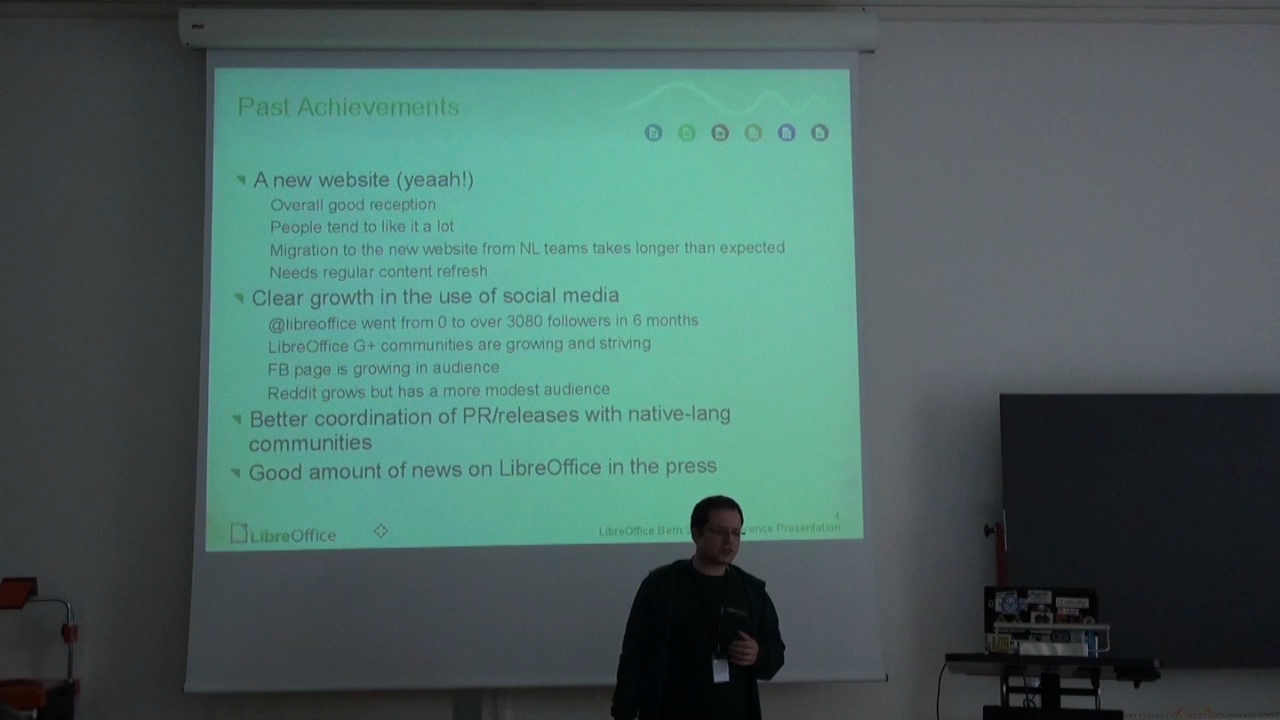 Past Achievements
A new website (yeaah!)
Overall good reception
People tend to like it a lot
Migration to the new website from NL teams takes longer than expected
Needs regular content refresh
Clear growth in the use of social media
@libreoffice went from 0 to over 3080 followers in 6 months
LibreOffice G+ communities are growing and striving
FB page is growing in audience
Reddit grows but has a more modest audience
Better coordination of PR/releases with native-lang
communities
Good amount of news on LibreOffice in the press
4
LibreOffice
LibreOffice Bern ence Presentation